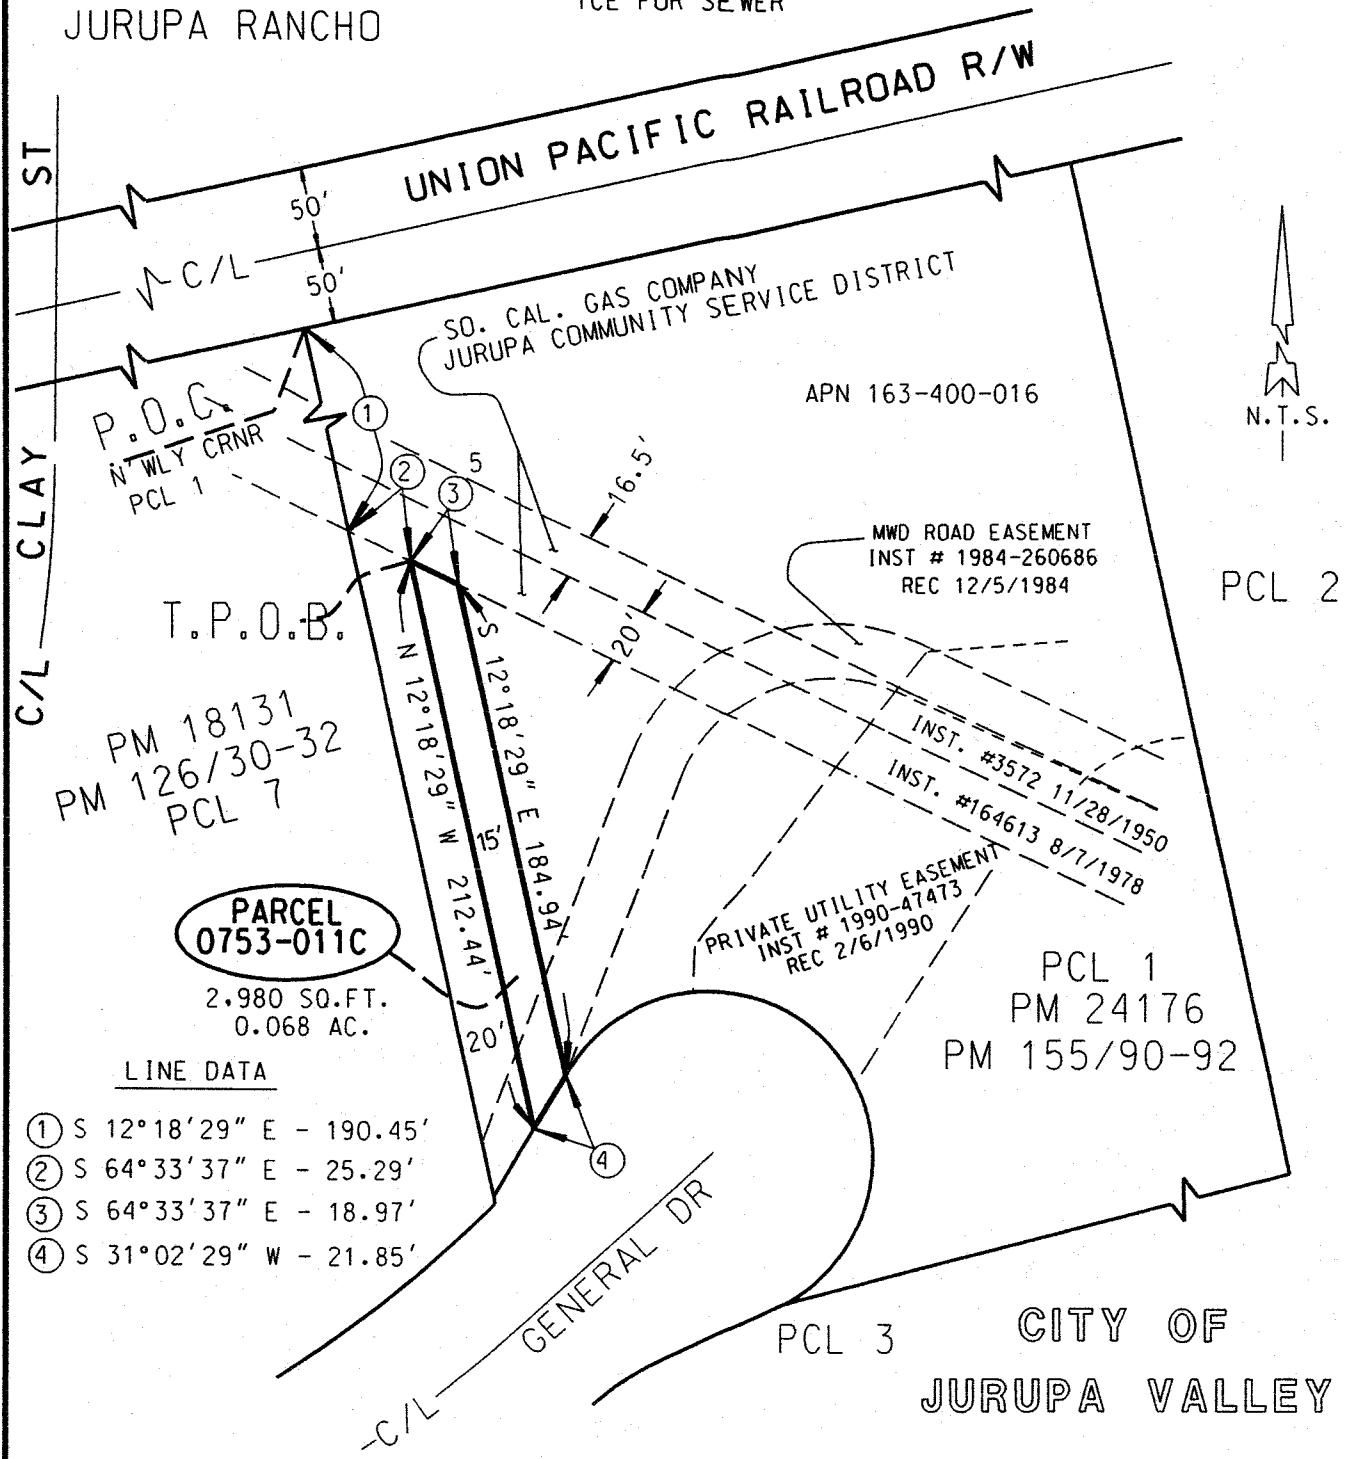 TCE FOR SEWER
JURUPA RANCHO
UNION PACIFIC RAILROAD R/W
C/L CLAY ST
50'
C/L
50'
SO. CAL. GAS COMPANY
JURUPA COMMUNITY SERVICE DISTRICT
APN 163-400-016
N.T.S.
P.O.C.
N'WLY CRNR
PCL 1
1
2
3
5
16.5'
20'
MWD ROAD EASEMENT
INST # 1984-260686
REC 12/5/1984
PCL 2
T.P.O.B.
N 12°18'29" W 212.44'
S 12°18'29" E 184.94'
15'
20'
PM 18131
PM 126/30-32
PCL 7
INST. #3572 11/28/1950
INST. #164613 8/7/1978
PRIVATE UTILITY EASEMENT
INST # 1990-47473
REC 2/6/1990
PARCEL
0753-011C
2,980 SQ.FT.
0.068 AC.
PCL 1
PM 24176
PM 155/90-92
LINE DATA
1 S 12°18'29" E - 190.45'
2 S 64°33'37" E - 25.29'
3 S 64°33'37" E - 18.97'
4 S 31°02'29" W - 21.85'
4
C/L GENERAL DR
PCL 3
CITY OF
JURUPA VALLEY